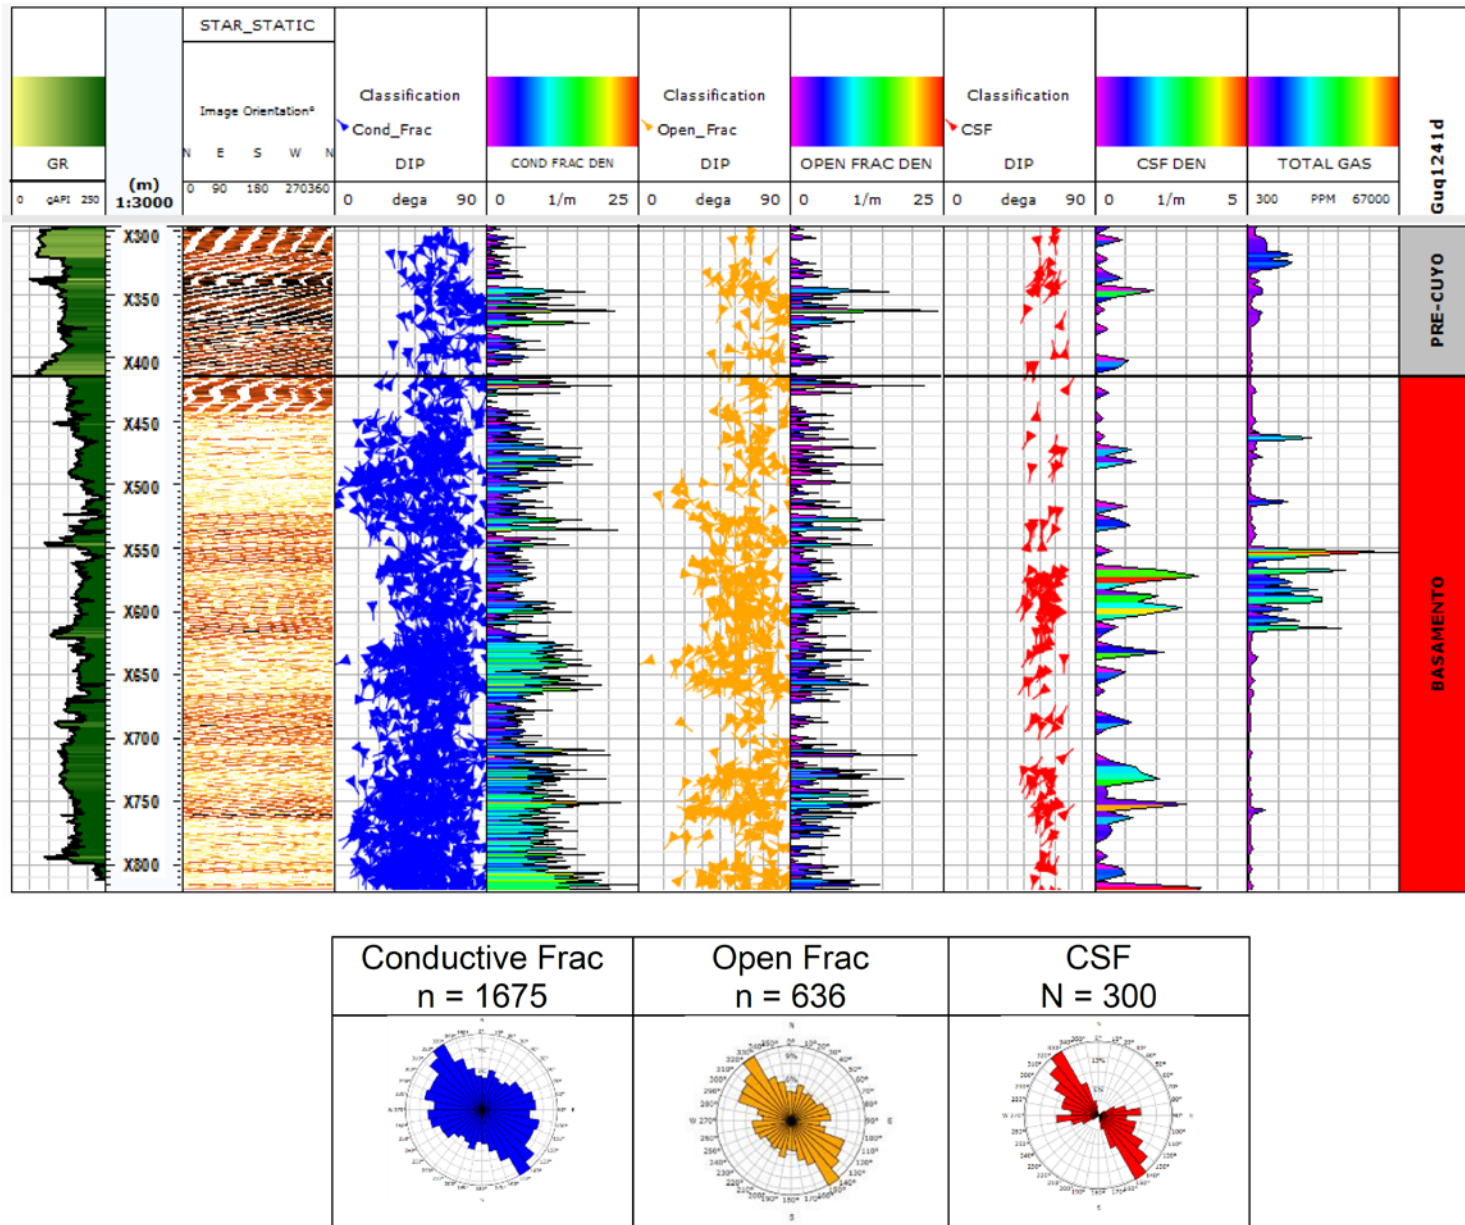 STAR_STATIC
Image Orientation°
N E S W N
0 90 180 270 360
GR
0 gAPI 250
(m)
1:3000
Classification
Cond_Frac
DIP
0 dega 90
COND FRAC DEN
0 1/m 25
Classification
Open_Frac
DIP
0 dega 90
OPEN FRAC DEN
0 1/m 25
Classification
CSF
DIP
0 dega 90
CSF DEN
0 1/m 5
TOTAL GAS
300 PPM 67000
Guq1241d
X300
X350
X400
X450
X500
X550
X600
X650
X700
X750
X800
PRE-CUYO
BASAMENTO
Conductive Frac
n = 1675
Open Frac
n = 636
CSF
N = 300